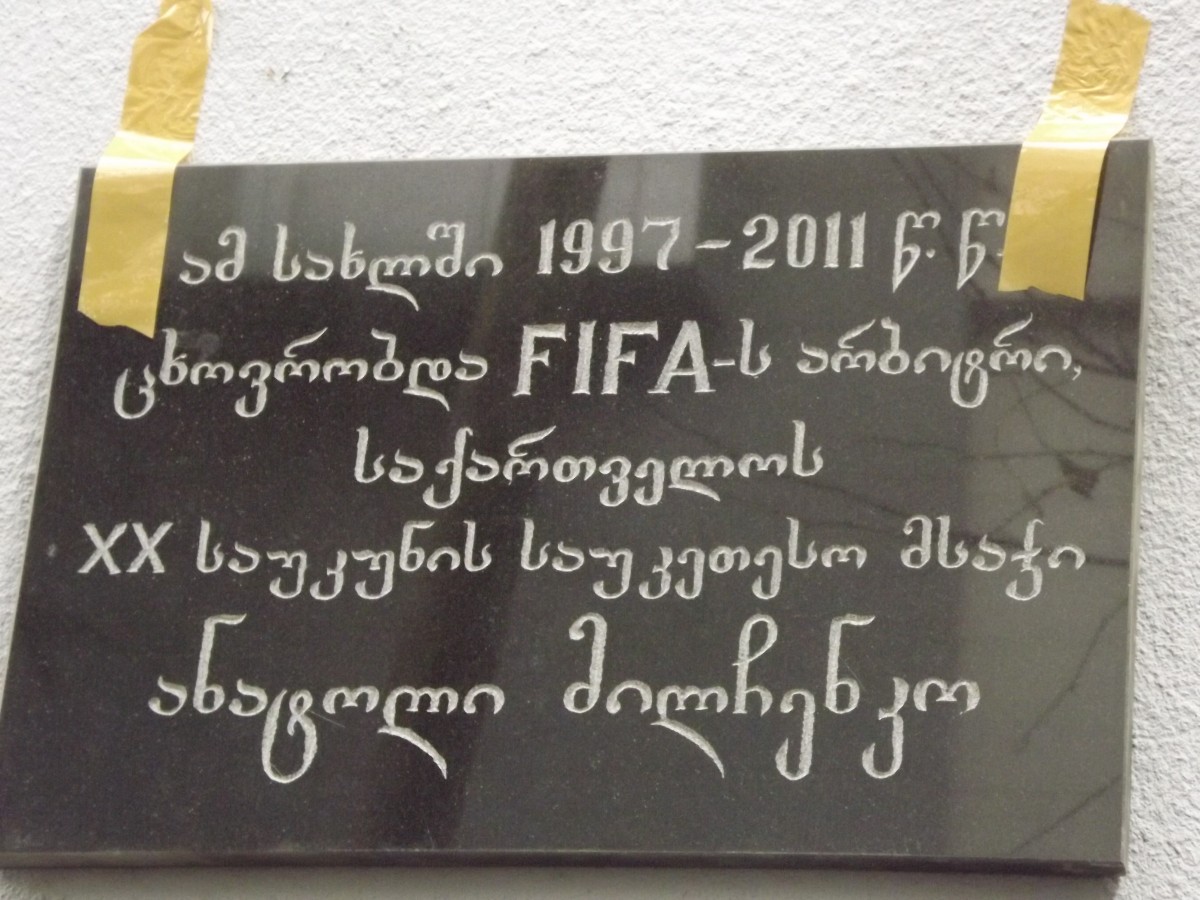 ამ სახლში 1997-2011 წ.წ.
ცხოვრობდა FIFA-ს არბიტრი,
საქართველოს
XX საუკუნის საუკეთესო მსაჯი
ანატოლი მილჩენკო